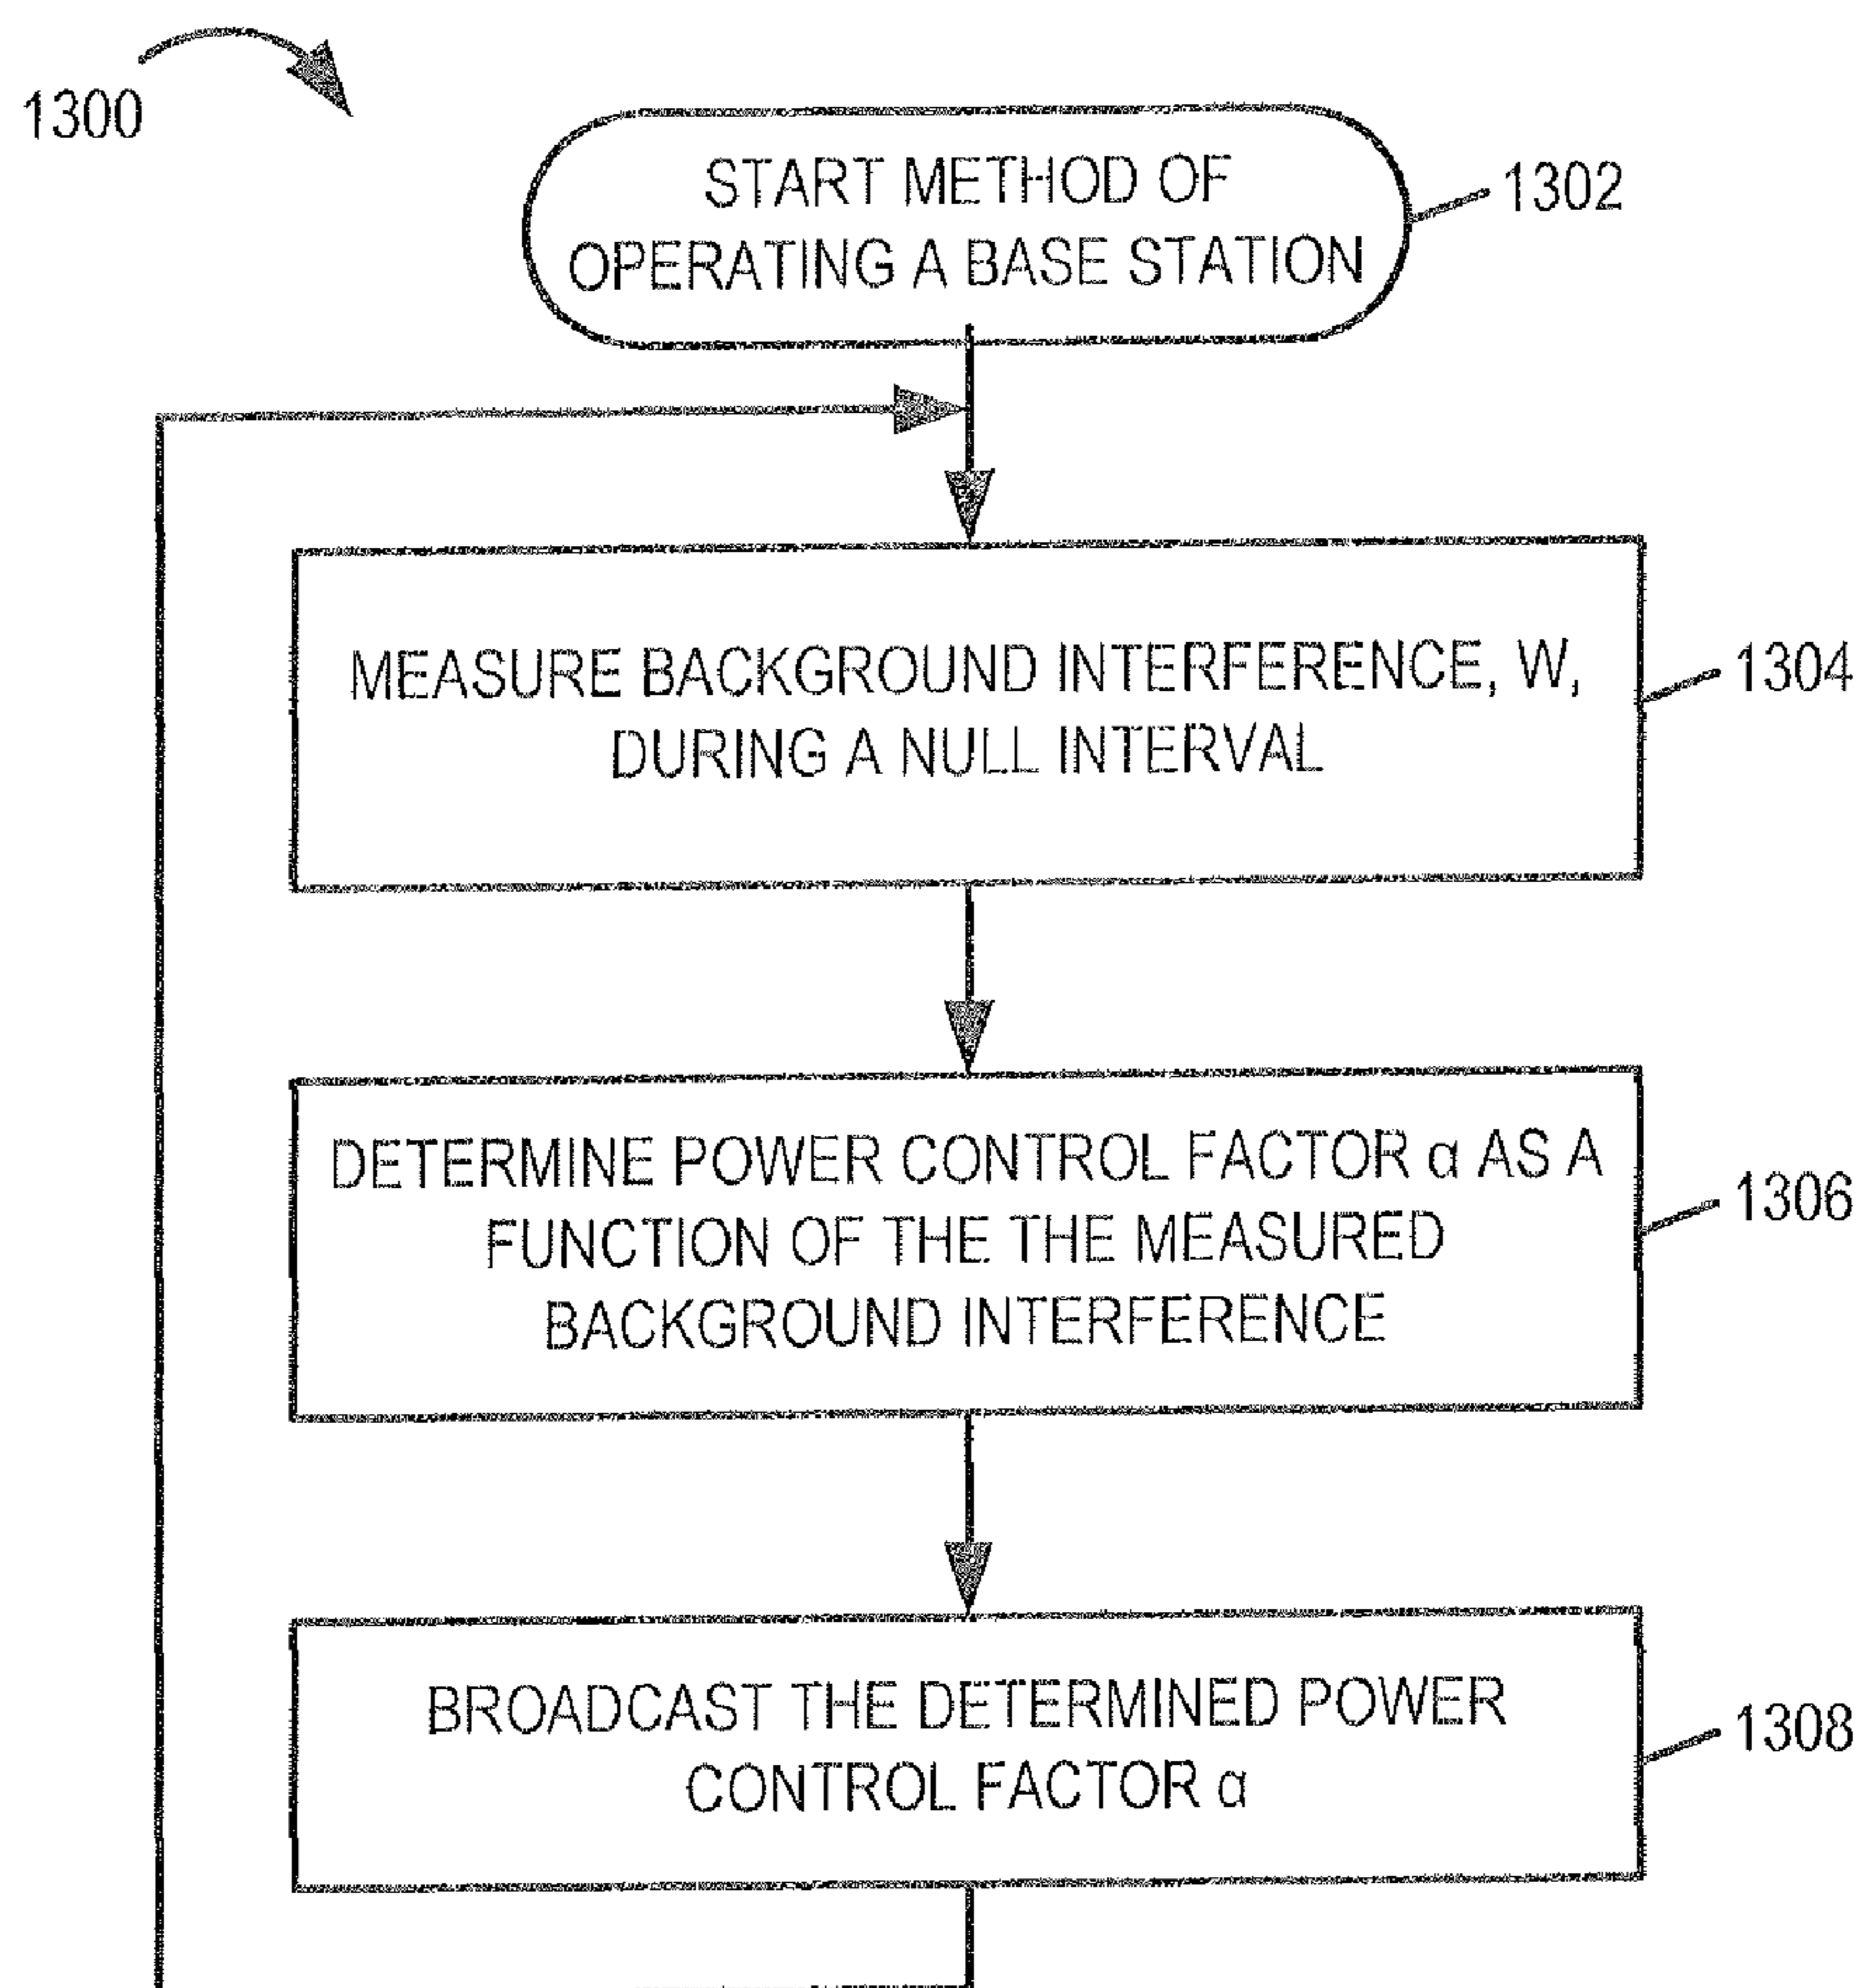 1300
START METHOD OF
OPERATING A BASE STATION
1302
MEASURE BACKGROUND INTERFERENCE, W,
DURING A NULL INTERVAL
1304
DETERMINE POWER CONTROL FACTOR α AS A
FUNCTION OF THE THE MEASURED
BACKGROUND INTERFERENCE
1306
BROADCAST THE DETERMINED POWER
CONTROL FACTOR α
1308